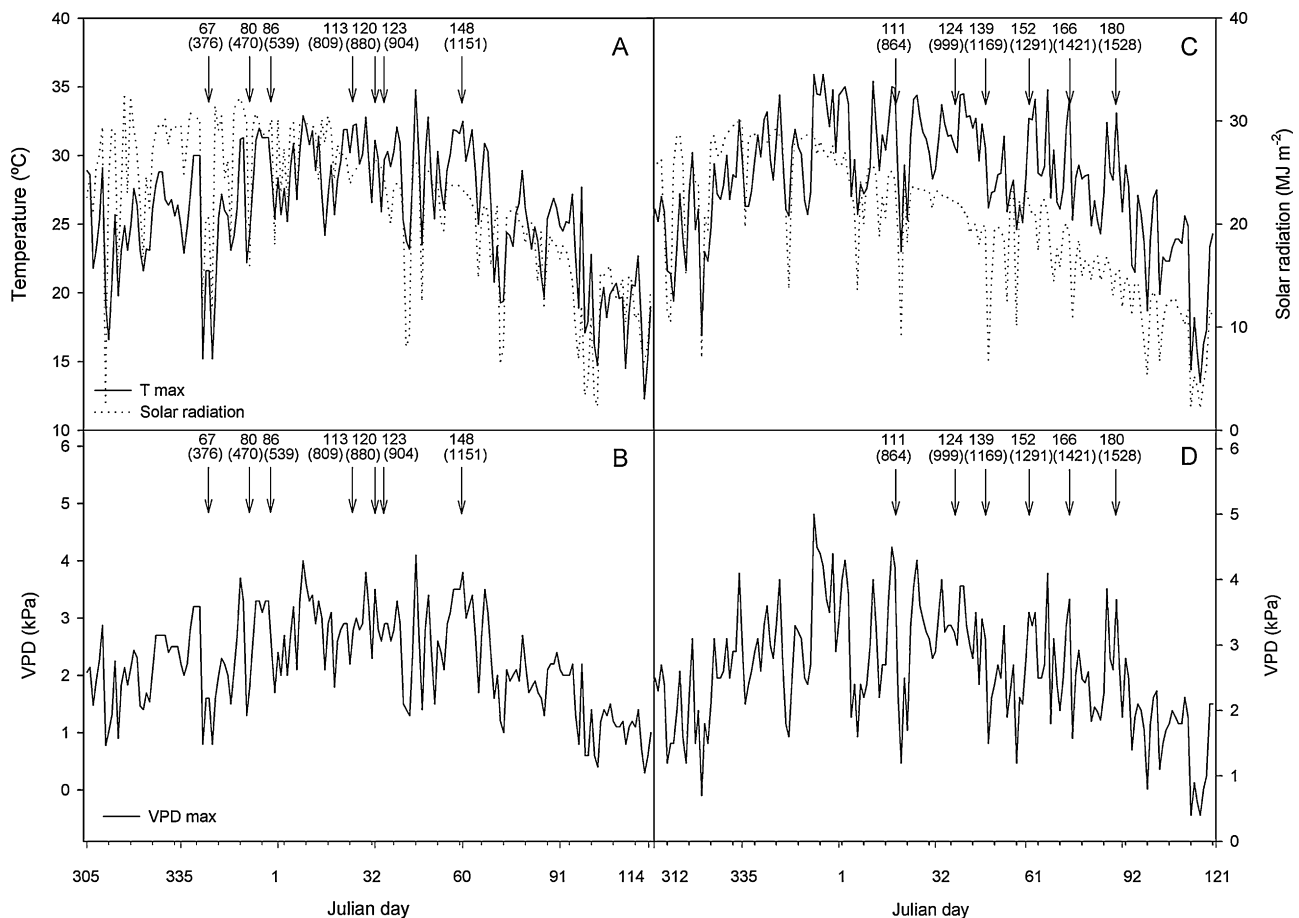 40
35
30
25
20
15
10
Temperature (ºC)
67 80 86 113 120 123 148
(376) (470) (539) (809) (880) (904) (1151)
A
T max
Solar radiation
111 124 139 152 166 180
(864) (999) (1169) (1291) (1421) (1528)
C
40
30
20
10
0
Solar radiation (MJ m-2)
6
5
4
3
2
1
0
VPD (kPa)
67 80 86 113 120 123 148
(376) (470) (539) (809) (880) (904) (1151)
B
VPD max
111 124 139 152 166 180
(864) (999) (1169) (1291) (1421) (1528)
D
6
5
4
3
2
1
0
VPD (kPa)
305 335 1 32 60 91 114
Julian day
312 335 1 32 61 92 121
Julian day